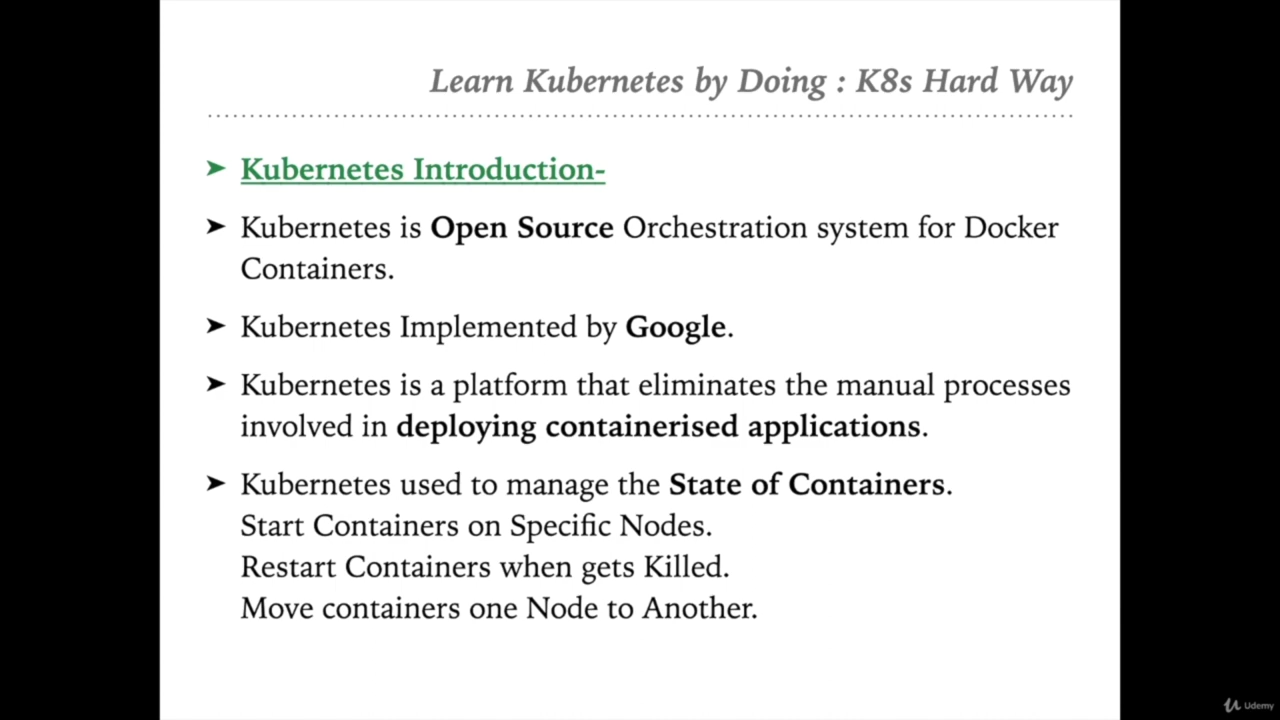 Learn Kubernetes by Doing : K8s Hard Way
➤ Kubernetes Introduction-
➤ Kubernetes is Open Source Orchestration system for Docker
Containers.
➤ Kubernetes Implemented by Google.
➤ Kubernetes is a platform that eliminates the manual processes
involved in deploying containerised applications.
➤ Kubernetes used to manage the State of Containers.
Start Containers on Specific Nodes.
Restart Containers when gets Killed.
Move containers one Node to Another.
Udemy